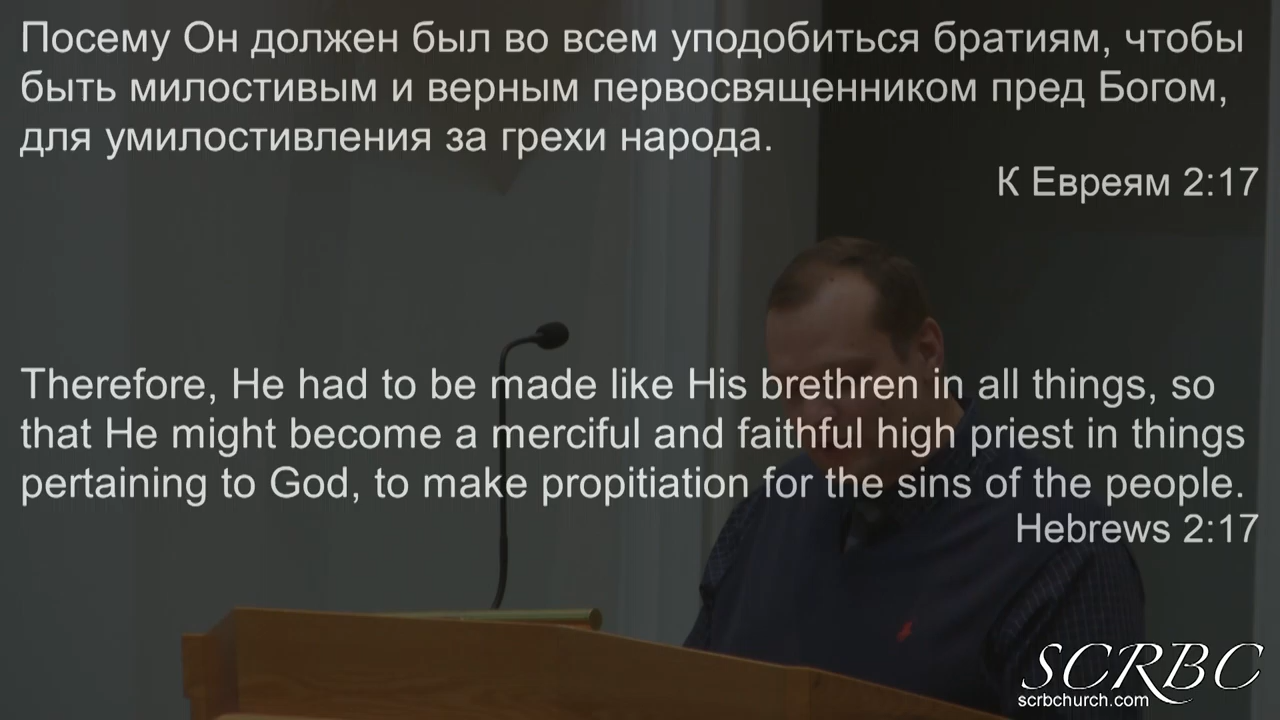 Посему Он должен был во всем уподобиться братиям, чтобы
быть милостивым и верным первосвященником пред Богом,
для умилостивления за грехи народа.
К Евреям 2:17
Therefore, He had to be made like His brethren in all things, so
that He might become a merciful and faithful high priest in things
pertaining to God, to make propitiation for the sins of the people.
Hebrews 2:17
SCRBC
scrbchurch.com